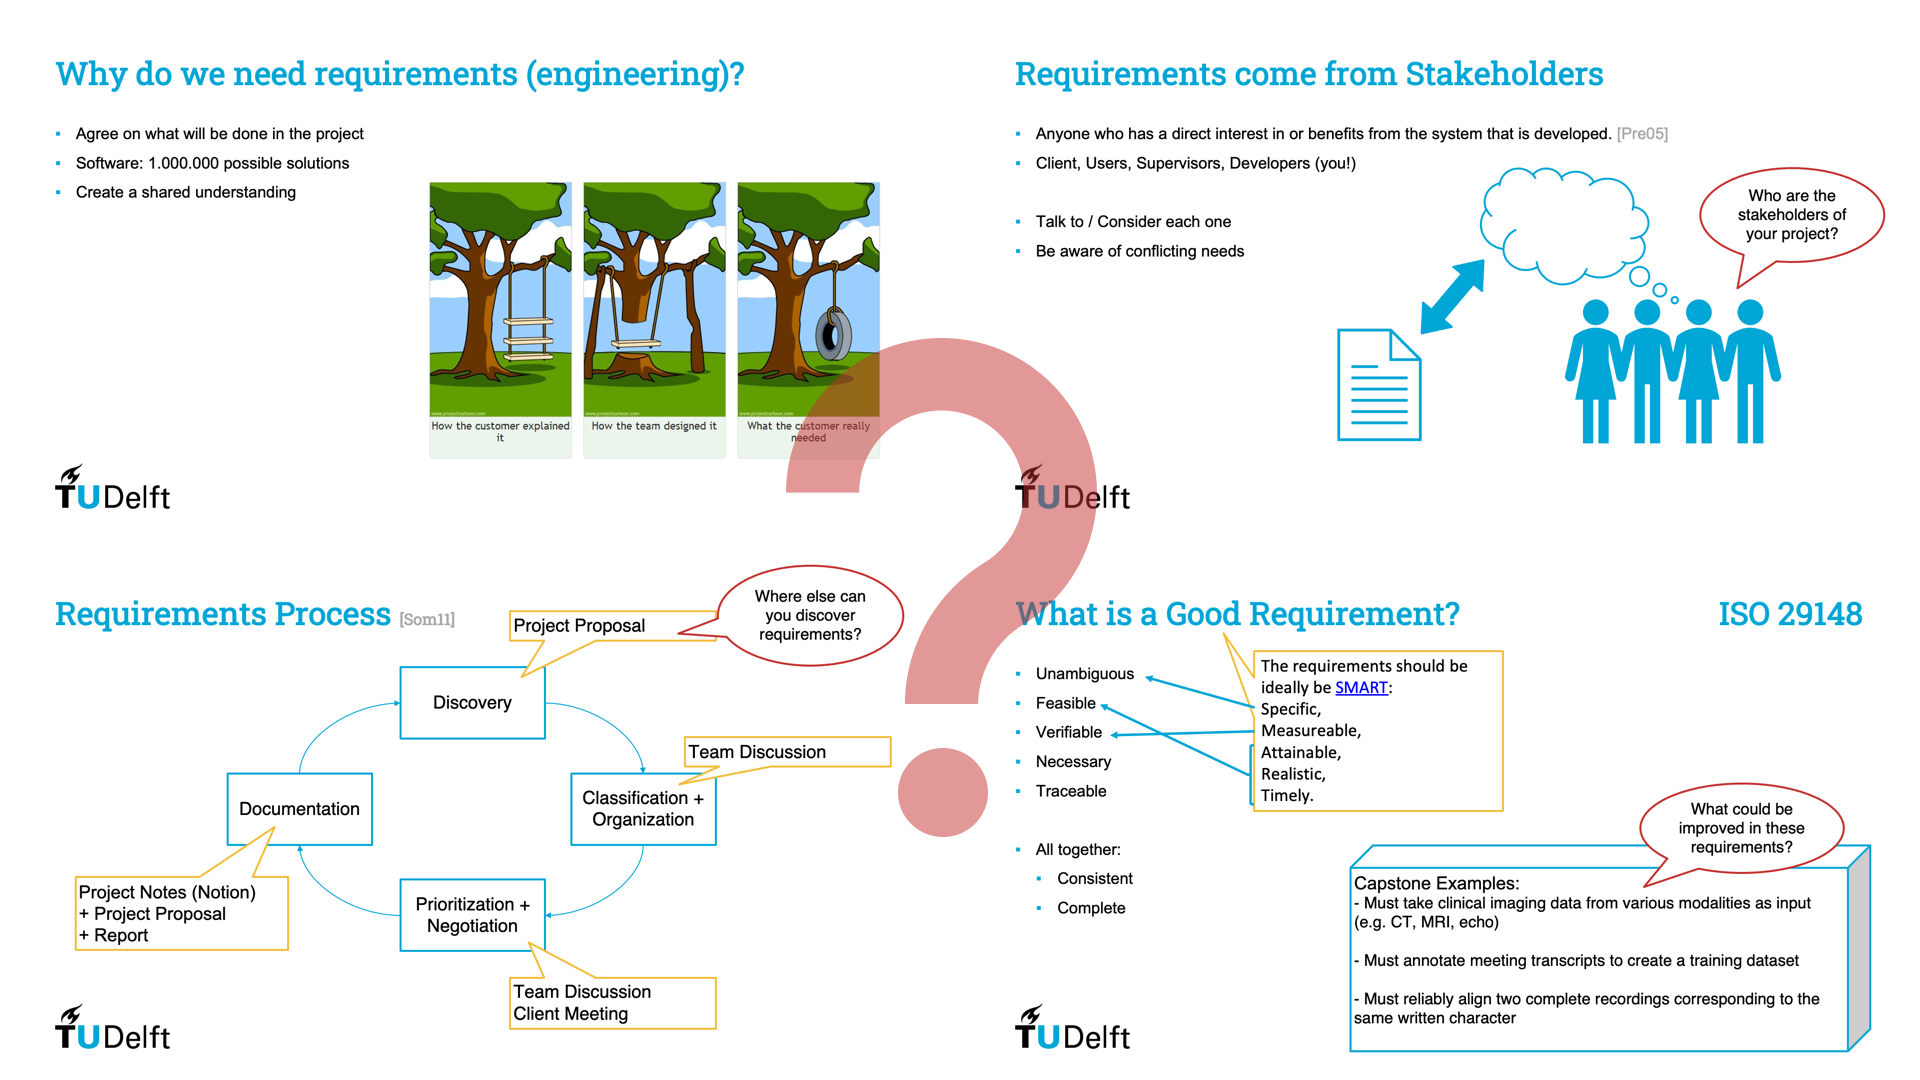 Why do we need requirements (engineering)?
▪ Agree on what will be done in the project
▪ Software: 1.000.000 possible solutions
▪ Create a shared understanding
www.projectcartoon.com
www.projectcartoon.com
www.projectcartoon.com
How the customer explained
it
How the team designed it
What the customer really
needed
TUDelft
Requirements come from Stakeholders
▪ Anyone who has a direct interest in or benefits from the system that is developed. [Pre05]
▪ Client, Users, Supervisors, Developers (you!)
▪ Talk to / Consider each one
▪ Be aware of conflicting needs
Who are the
stakeholders of
your project?
TUDelft
Requirements Process [Som11]
Project Proposal
Where else can
you discover
requirements?
Discovery
Team Discussion
Classification +
Organization
Documentation
Prioritization +
Negotiation
Project Notes (Notion)
+ Project Proposal
+ Report
Team Discussion
Client Meeting
TUDelft
What is a Good Requirement?
ISO 29148
▪ Unambiguous
▪ Feasible
▪ Verifiable
▪ Necessary
▪ Traceable
▪ All together:
▪ Consistent
▪ Complete
The requirements should be
ideally be SMART:
Specific,
Measureable,
Attainable,
Realistic,
Timely.
What could be
improved in these
requirements?
Capstone Examples:
- Must take clinical imaging data from various modalities as input
(e.g. CT, MRI, echo)
- Must annotate meeting transcripts to create a training dataset
- Must reliably align two complete recordings corresponding to the
same written character
TUDelft
?